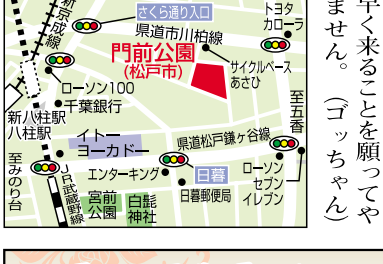 早く来ることを願ってや
ません。(ゴッちゃん)
さくら通り入口
トヨタ
カローラ
新京成線
県道市川柏線
門前公園
(松戸市)
サイクルベース
あさひ
至五香
ローソン100
千葉銀行
新八柱駅
八柱駅
イトー
ヨーカドー
県道松戸鎌ヶ谷線
至みのり台
JR武蔵野線
エンターキング
日暮
ローソン
セブン
イレブン
宮前
公園
白髭
神社
日暮郵便局